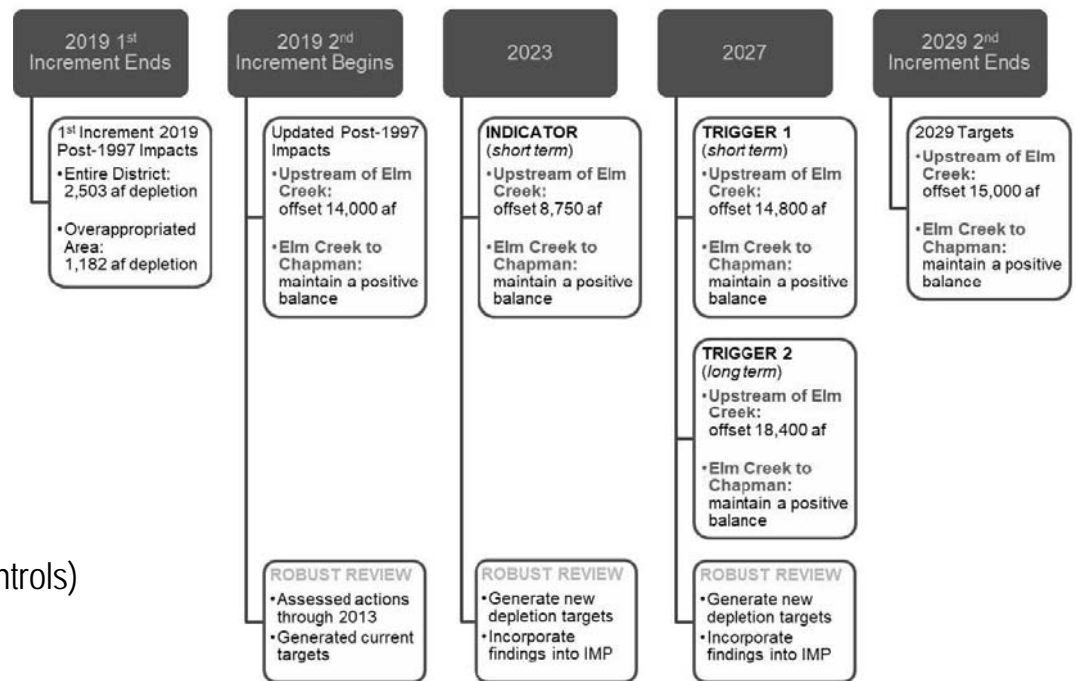 2019 1st
Increment Ends
1st Increment 2019
Post-1997 Impacts
•Entire District:
2,503 af depletion
•Overappropriated
Area:
1,182 af depletion
2019 2nd
Increment Begins
Updated Post-1997
Impacts
•Upstream of Elm
Creek:
offset 14,000 af
•Elm Creek to
Chapman:
maintain a positive
balance
ROBUST REVIEW
•Assessed actions
through 2013
•Generated current
targets
2023
INDICATOR
(short term)
•Upstream of Elm
Creek:
offset 8,750 af
•Elm Creek to
Chapman:
maintain a positive
balance
ROBUST REVIEW
•Generate new
depletion targets
•Incorporate
findings into IMP
2027
TRIGGER 1
(short term)
•Upstream of Elm
Creek:
offset 14,800 af
•Elm Creek to
Chapman:
maintain a positive
balance
TRIGGER 2
(long term)
•Upstream of Elm
Creek:
offset 18,400 af
•Elm Creek to
Chapman:
maintain a positive
balance
ROBUST REVIEW
•Generate new
depletion targets
•Incorporate
findings into IMP
2029 2nd
Increment Ends
2029 Targets
•Upstream of Elm
Creek:
offset 15,000 af
•Elm Creek to
Chapman:
maintain a positive
balance
ntrols)